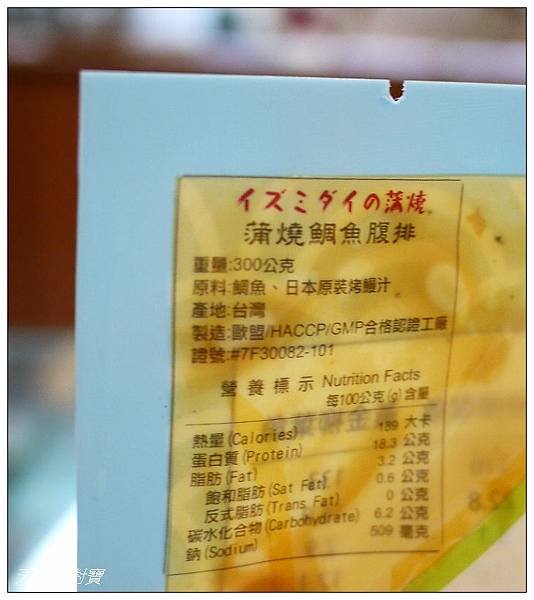 イズミダイの蒲燒
蒲燒鯛魚腹排
重量:300公克
原料:鯛魚、日本原裝烤鰻汁
產地:台灣
製造:歐盟/HACCP/GMP合格認證工廠
證號:#7F30082-101
營養標示 Nutrition Facts
每100公克(g)含量
熱量(Calories) 189 大卡
蛋白質(Protein) 18.3 公克
脂肪(Fat) 3.2 公克
飽和脂肪(Sat Fat) 0.6 公克
反式脂肪(Trans Fat) 0 公克
碳水化合物(Carbohydrate) 6.2 公克
鈉(Sodium) 509 毫克